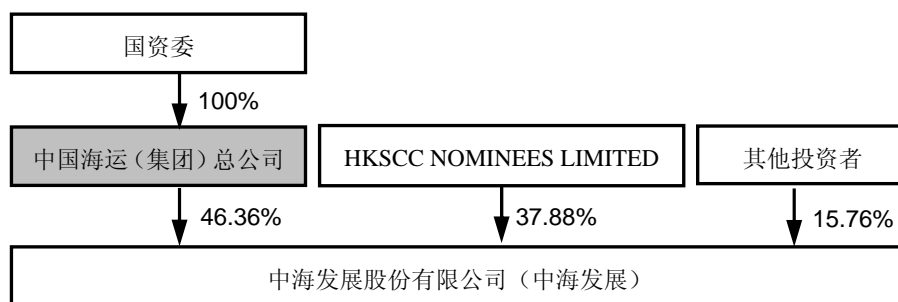 国资委
100%
中国海运（集团）总公司
HKSCC NOMINEES LIMITED
其他投资者
46.36%
37.88%
15.76%
中海发展股份有限公司（中海发展）